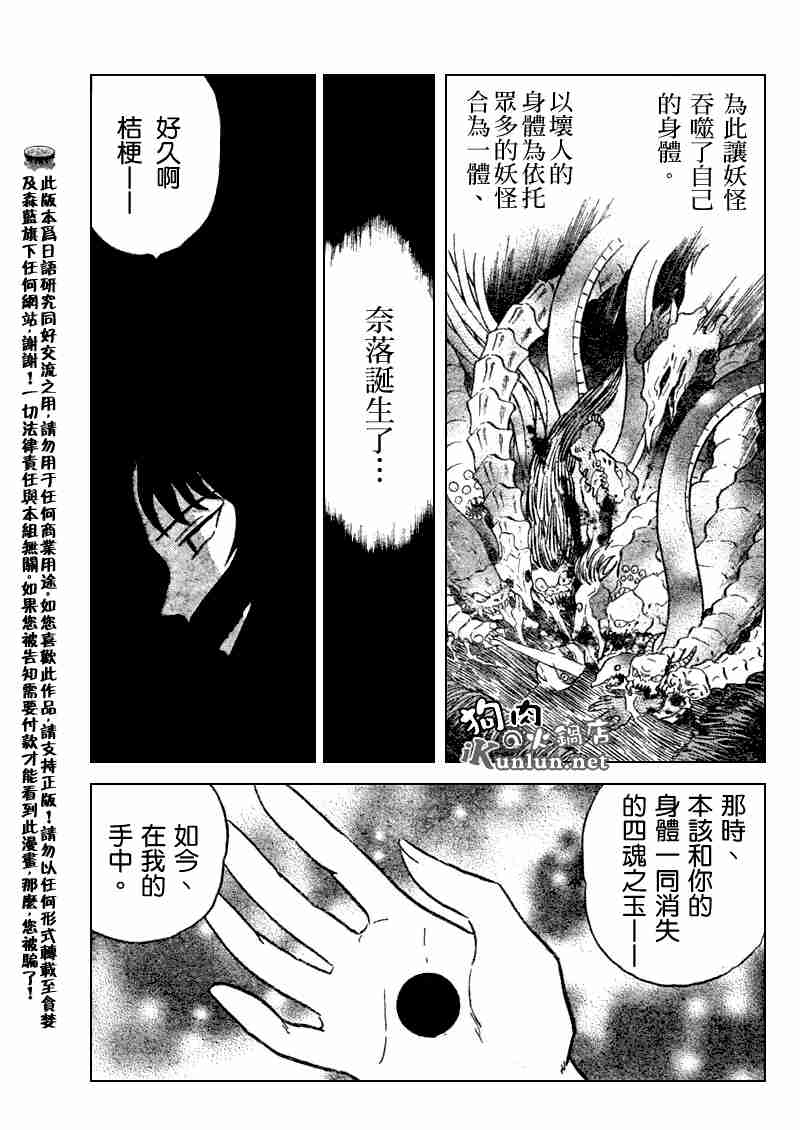 為此讓妖怪
吞噬了自己
的身體。
以壞人的
身體為依托
眾多的妖怪
合為一體、
奈落誕生了…
好久啊
桔梗——
那時、
本該和你的
身體一同消失
的四魂之玉——
如今、
在我的
手中。
狗肉の火鍋店
iKunlun.net
此版本爲日語研究同好交流之用，請勿用于任何商業用途。如您喜歡此作品，請支持正版！請勿以任何形式轉載至貪婪
及森藍旗下任何網站，謝謝！一切法律責任與本組無關。如果您被告知需要付款才能看到此漫畫，那麼，您被騙了！